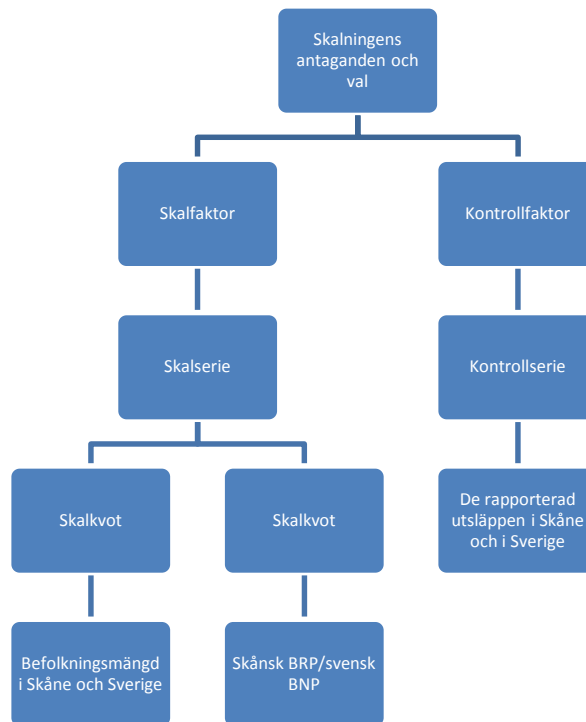 Skalningens
antaganden och
val
Skalfaktor
Kontrollfaktor
Skalserie
Kontrollserie
Skalkvot
Skalkvot
De rapporterad
utsläppen i Skåne
och i Sverige
Befolkningsmängd
i Skåne och Sverige
Skånsk BRP/svensk
BNP